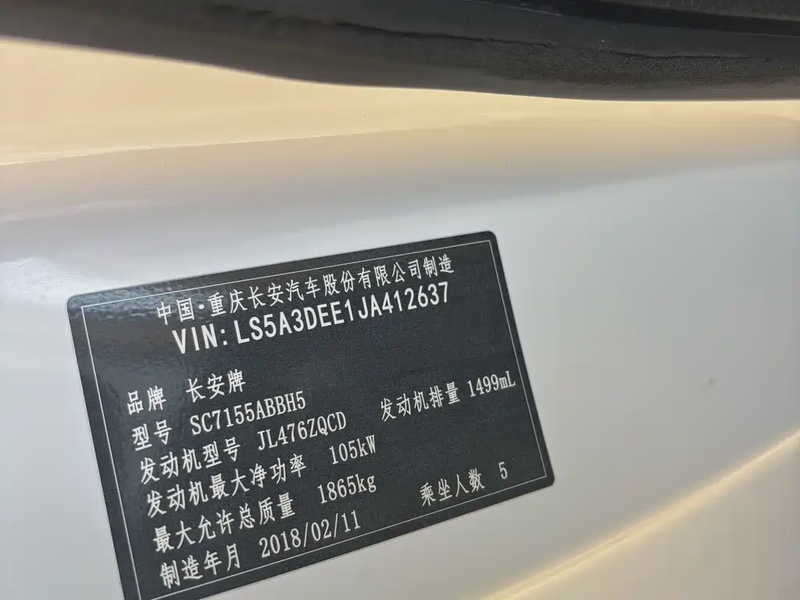 中国·重庆长安汽车股份有限公司制造
VIN: LS5A3DEE1JA412637
品牌 长安牌
型号 SC7155ABBH5
发动机型号 JL476ZQCD 发动机排量 1499mL
发动机最大净功率 105kW
最大允许总质量 1865kg 乘坐人数 5
制造年月 2018/02/11